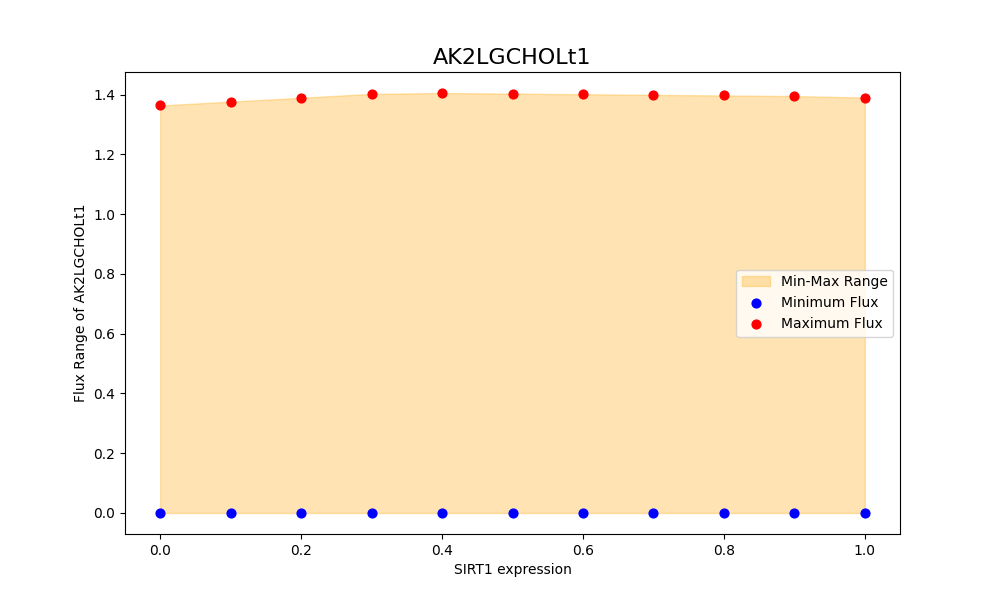 AK2LGCHOLt1
Flux Range of AK2LGCHOLt1
1.4
1.2
1.0
0.8
0.6
0.4
0.2
0.0
Min-Max Range
Minimum Flux
Maximum Flux
0.0 0.2 0.4 0.6 0.8 1.0
SIRT1 expression